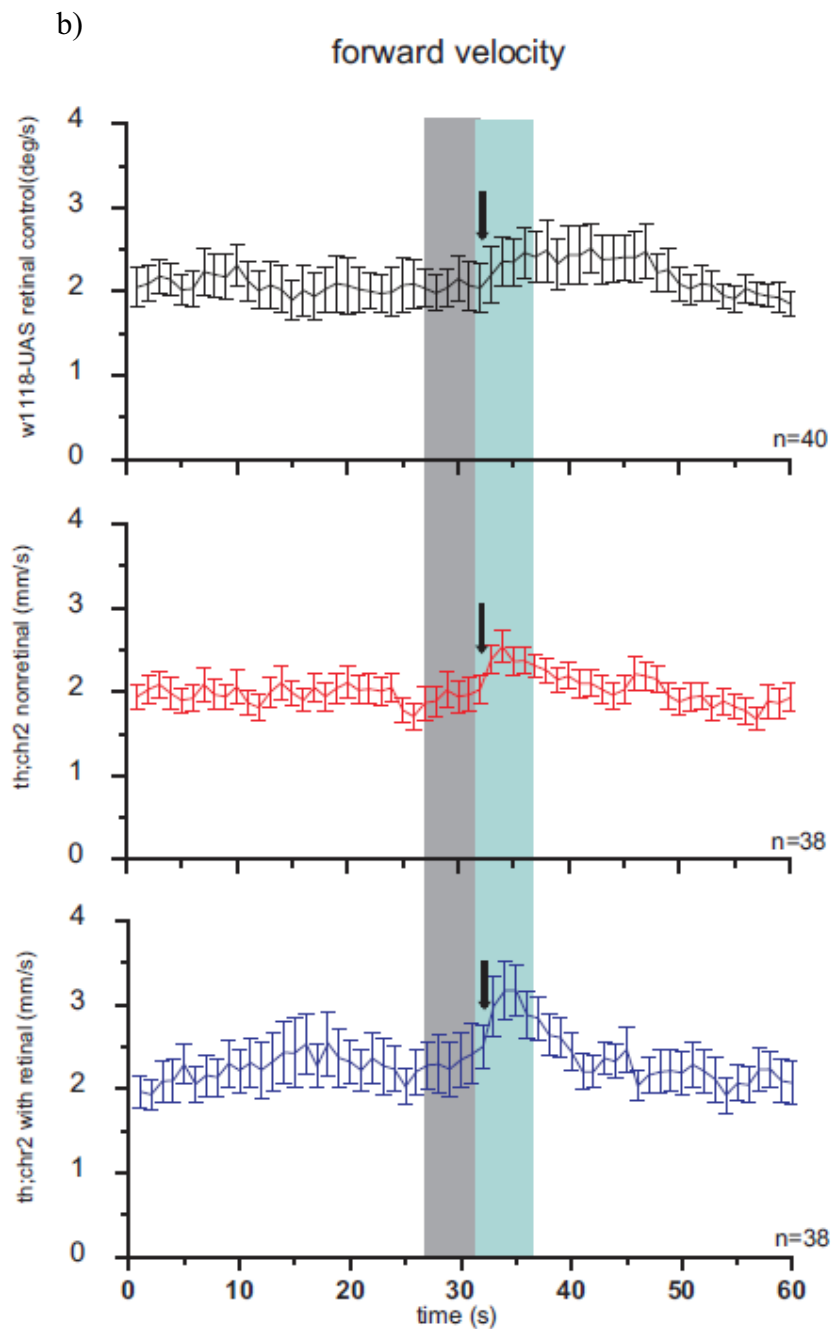 b)
forward velocity
w1118-UAS retinal control(deg/s)
4
3
2
1
0
n=40
th;chr2 nonretinal (mm/s)
4
3
2
1
0
n=38
th;chr2 with retinal (mm/s)
4
3
2
1
0
n=38
0 10 20 30 40 50 60
time (s)